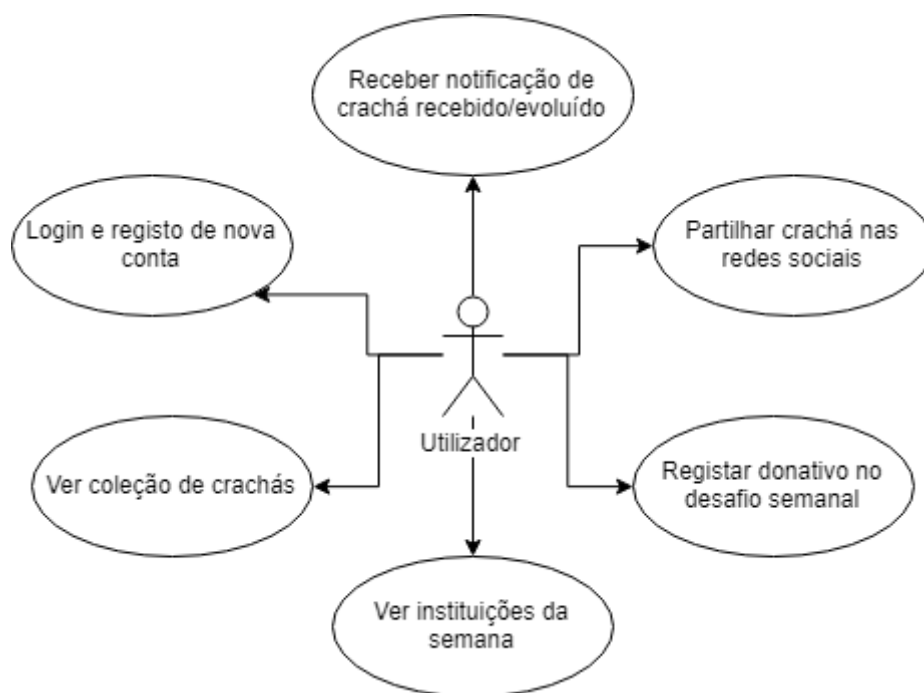 Receber notificação de
crachá recebido/evoluído
Login e registo de nova
conta
Partilhar crachá nas
redes sociais
Utilizador
Ver coleção de crachás
Registar donativo no
desafio semanal
Ver instituições da
semana